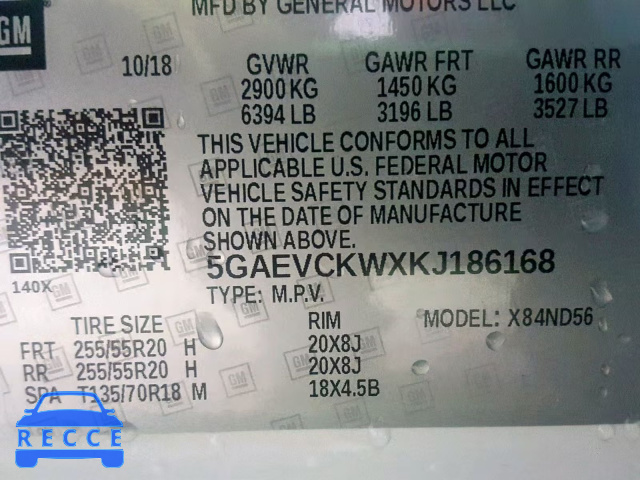 MFD BY GENERAL MOTORS LLC
GM
10/18 GVWR GAWR FRT GAWR RR
2900 KG 1450 KG 1600 KG
6394 LB 3196 LB 3527 LB
THIS VEHICLE CONFORMS TO ALL
APPLICABLE U.S. FEDERAL MOTOR
VEHICLE SAFETY STANDARDS IN EFFECT
ON THE DATE OF MANUFACTURE
SHOWN ABOVE.
140X 5GAEVCKWXKJ186168
TYPE: M.P.V. MODEL: X84ND56
TIRE SIZE RIM
FRT 255/55R20 H 20X8J
RR 255/55R20 H 20X8J
SPA T135/70R18 M 18X4.5B
RECCE